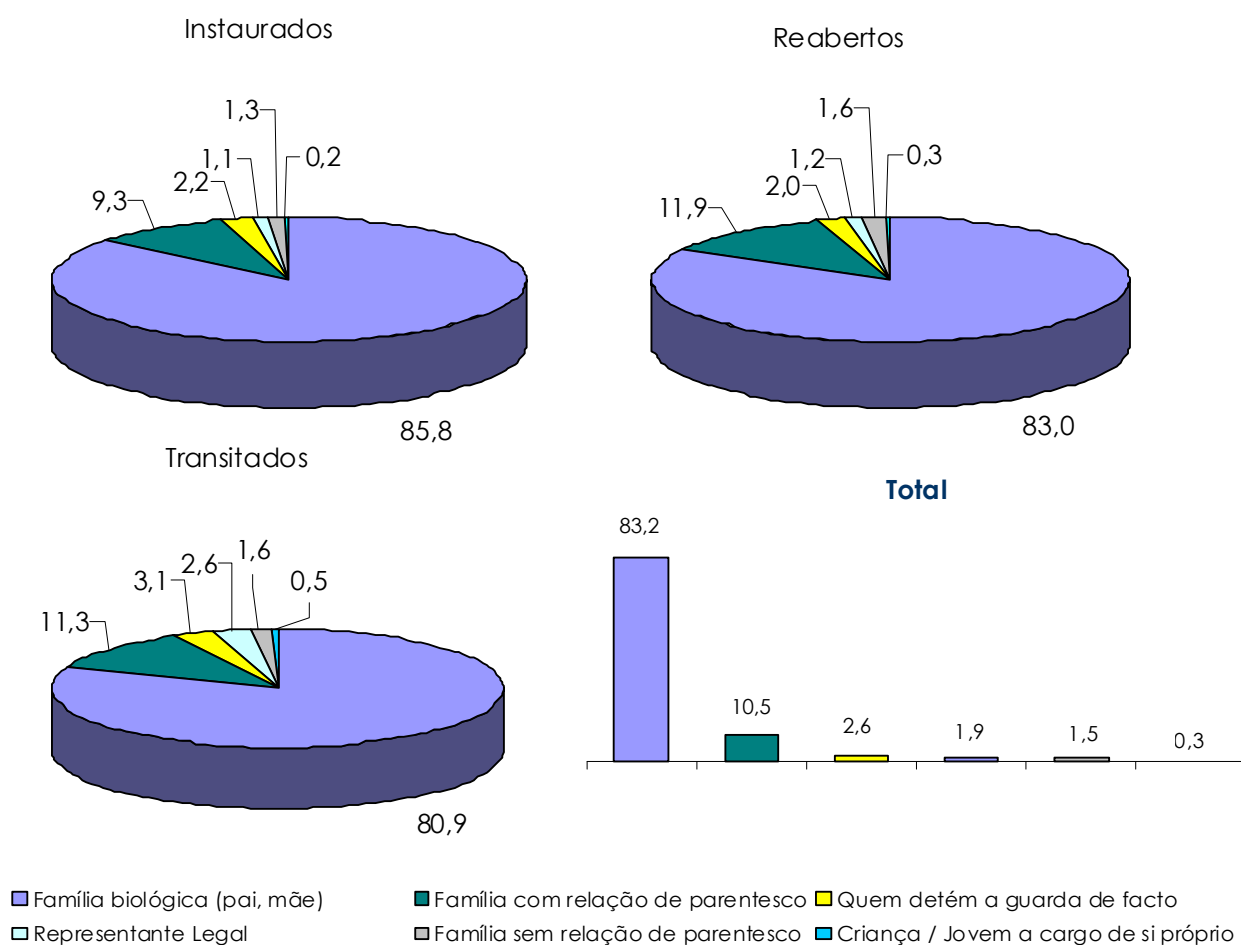 Instaurados
1,3
0,2
1,1
2,2
9,3
85,8
Reabertos
1,6
0,3
1,2
2,0
11,9
83,0
Transitados
1,6
2,6
0,5
3,1
11,3
80,9
Total
83,2
10,5
2,6
1,9
1,5
0,3
Família biológica (pai, mãe)
Família com relação de parentesco
Quem detém a guarda de facto
Representante Legal
Família sem relação de parentesco
Criança / Jovem a cargo de si próprio